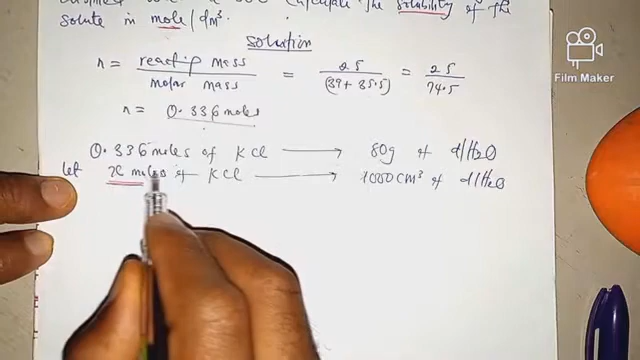 calculate the solubility of the
solute in mole/dm³.
Solution
n = reacting mass / molar mass = 25 / (39 + 35.5) = 25 / 74.5
n = 0.336 moles
0.336 moles of KCl → 80g of d/H₂O
let x moles of KCl → 1000cm³ of d/H₂O
Film Maker